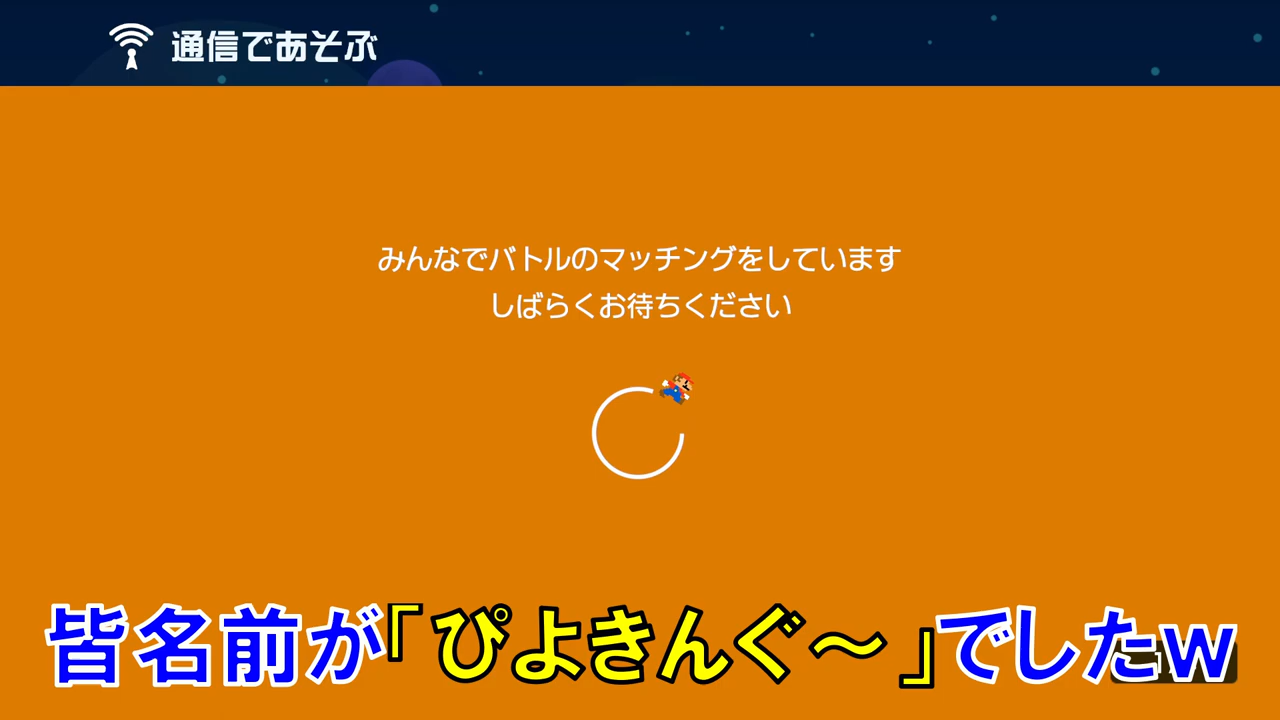 通信であそぶ
みんなでバトルのマッチングをしています
しばらくお待ちください
皆名前が「ぴよきんぐ～」でしたw